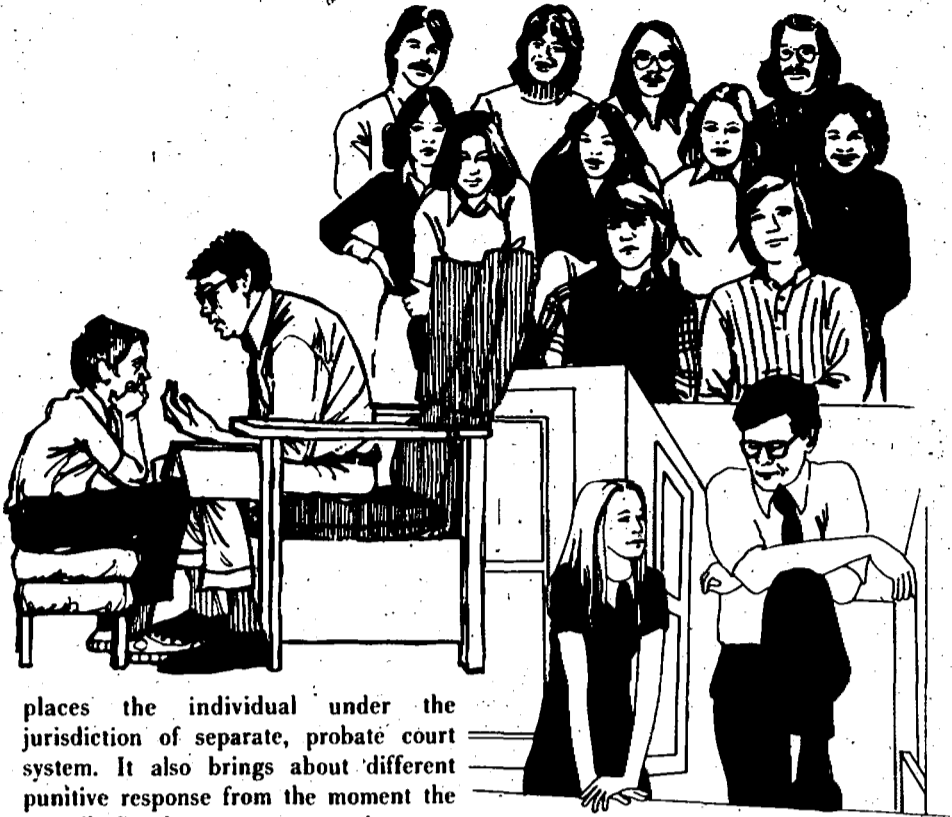 places the individual under the
jurisdiction of separate, probate court
system. It also brings about different
punitive response from the moment the